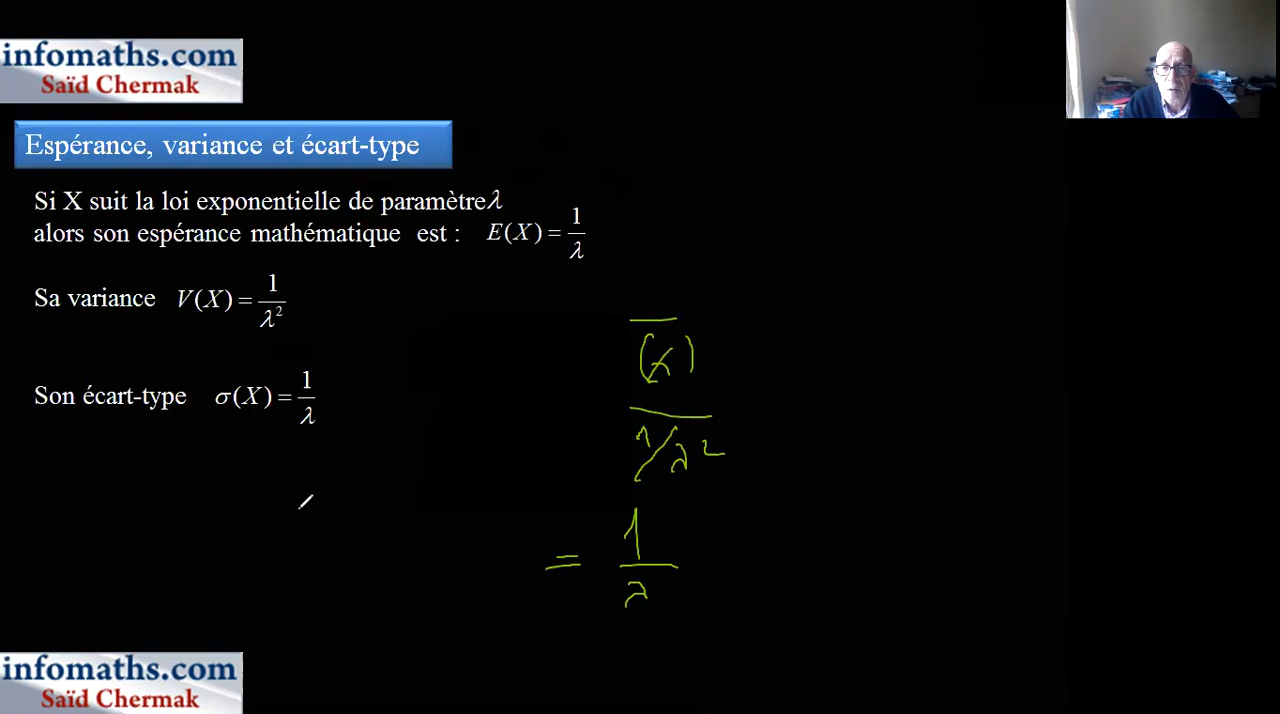 infomaths.com
Saïd Chermak
Espérance, variance et écart-type
Si X suit la loi exponentielle de paramètre λ
alors son espérance mathématique est : E(X) = 1/λ
Sa variance V(X) = 1/λ²
Son écart-type σ(X) = 1/λ
(x)
1/λ²
= 1/λ
infomaths.com
Saïd Chermak